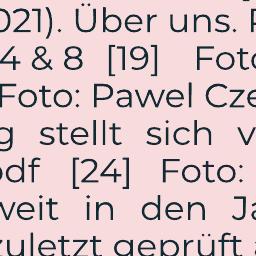 021). Über uns. P
4 & 8 [19] Foto
Foto: Pawel Cze
g stellt sich v
odf [24] Foto:
weit in den Ja
zuletzt geprüft a